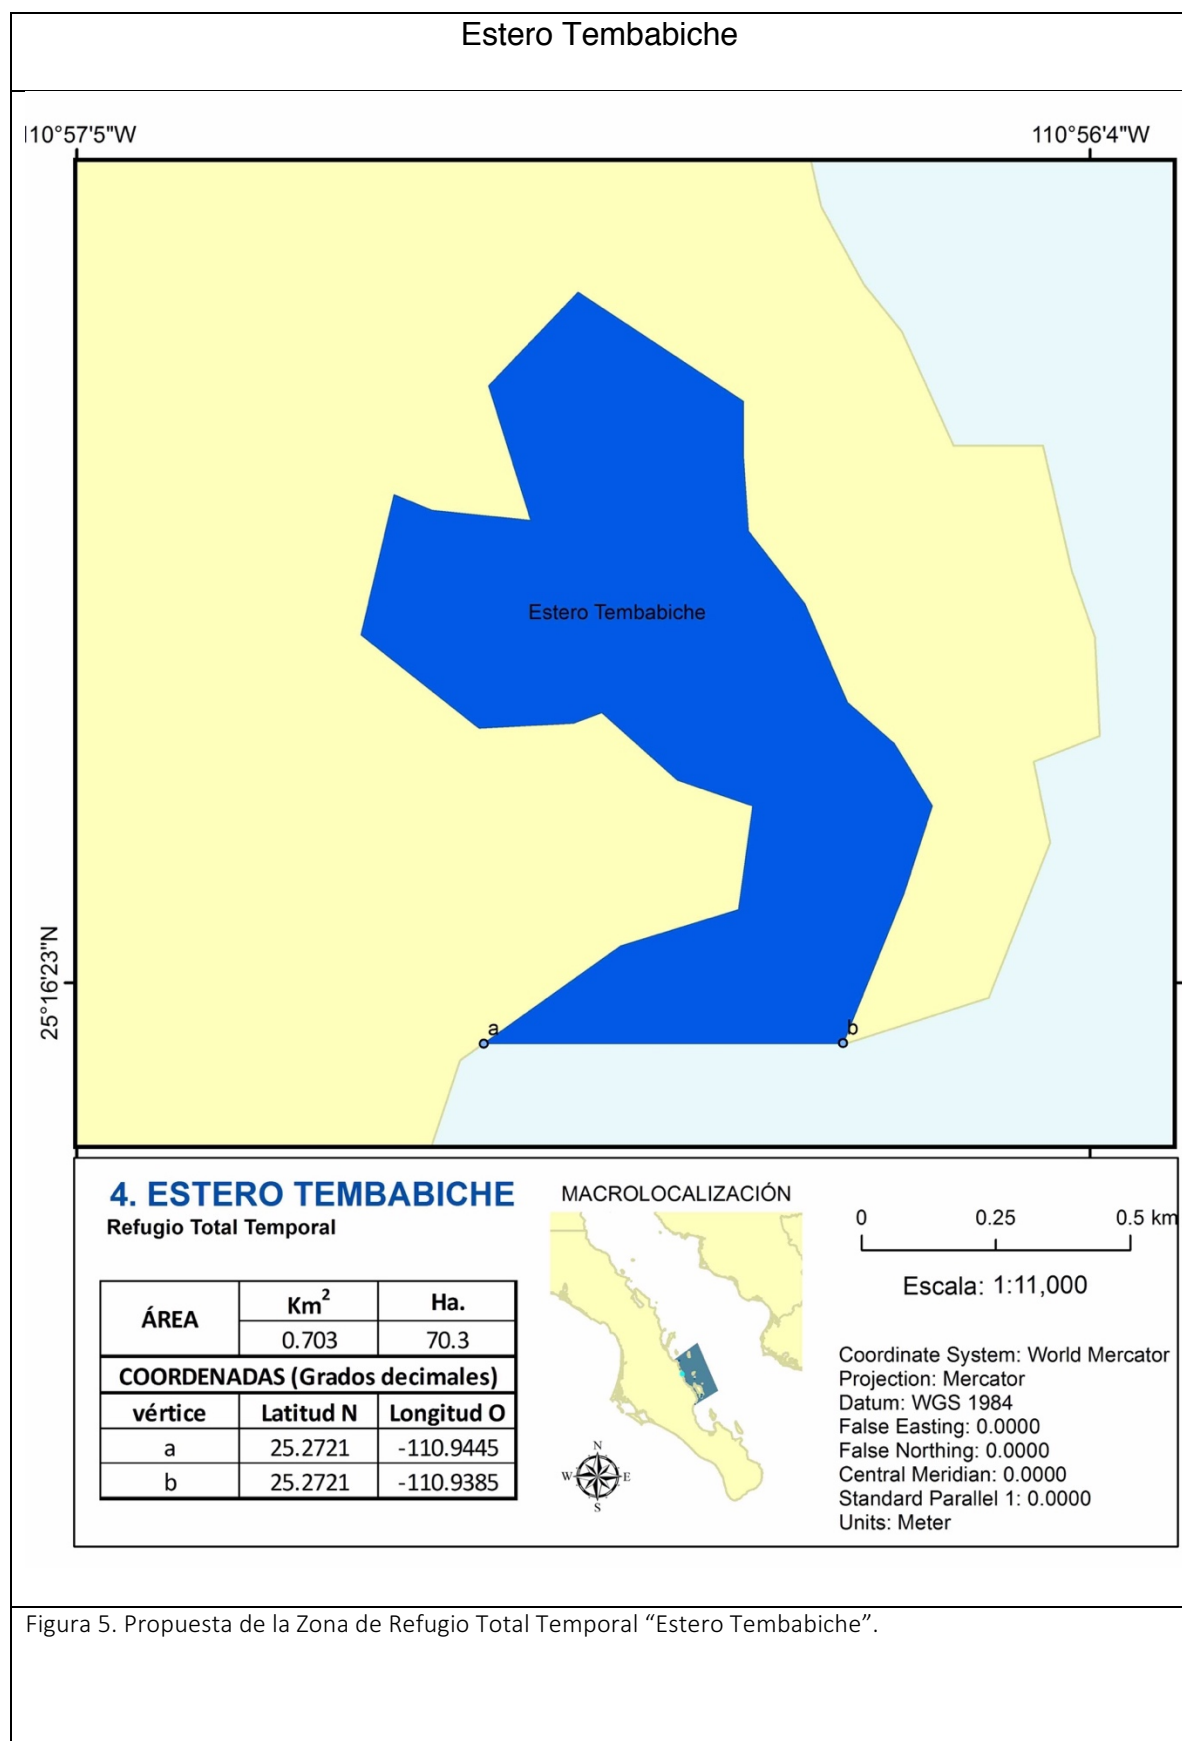 Estero Tembabiche
110°57'5"W
110°56'4"W
Estero Tembabiche
25°16'23"N
a
b
4. ESTERO TEMBABICHE
Refugio Total Temporal
MACROLOCALIZACIÓN
0 0.25 0.5 km
Escala: 1:11,000
ÁREA Km² Ha.
0.703 70.3
COORDENADAS (Grados decimales)
vértice Latitud N Longitud O
a 25.2721 -110.9445
b 25.2721 -110.9385
N
W E
S
Coordinate System: World Mercator
Projection: Mercator
Datum: WGS 1984
False Easting: 0.0000
False Northing: 0.0000
Central Meridian: 0.0000
Standard Parallel 1: 0.0000
Units: Meter
Figura 5. Propuesta de la Zona de Refugio Total Temporal “Estero Tembabiche”.